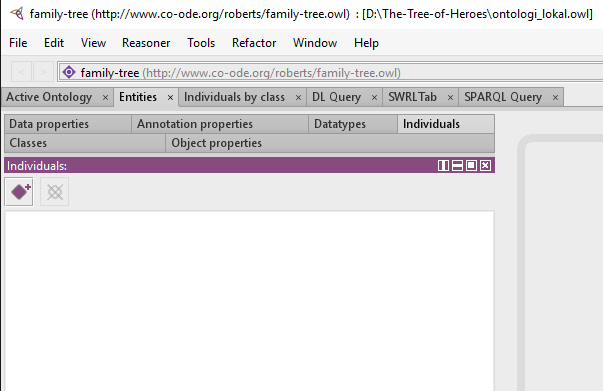 family-tree (http://www.co-ode.org/roberts/family-tree.owl) : [D:\The-Tree-of-Heroes\ontologi_lokal.owl]
File Edit View Reasoner Tools Refactor Window Help
< > family-tree (http://www.co-ode.org/roberts/family-tree.owl)
Active Ontology × Entities × Individuals by class × DL Query × SWRLTab × SPARQL Query ×
Data properties Annotation properties Datatypes Individuals
Classes Object properties
Individuals: